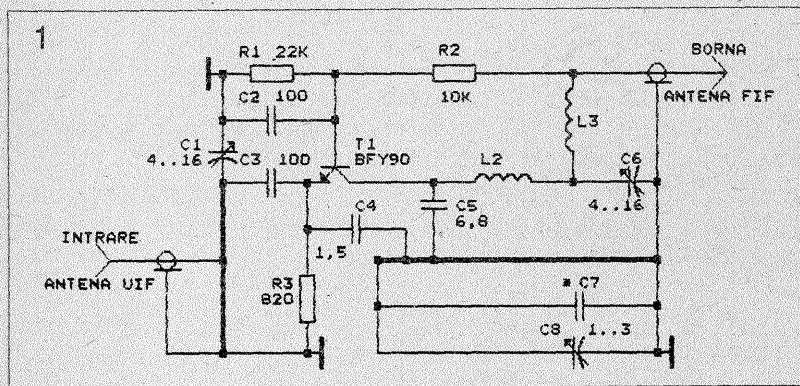 1
R1 22K
R2
BORNA
C2 100
10K
ANTENA FIF
L3
C1
4..16
C3 100
T1
BFY90
L2
C6
4..16
C4
C5
6,8
1,5
INTRARE
ANTENA UIF
R3
820
* C7
C8 1..3